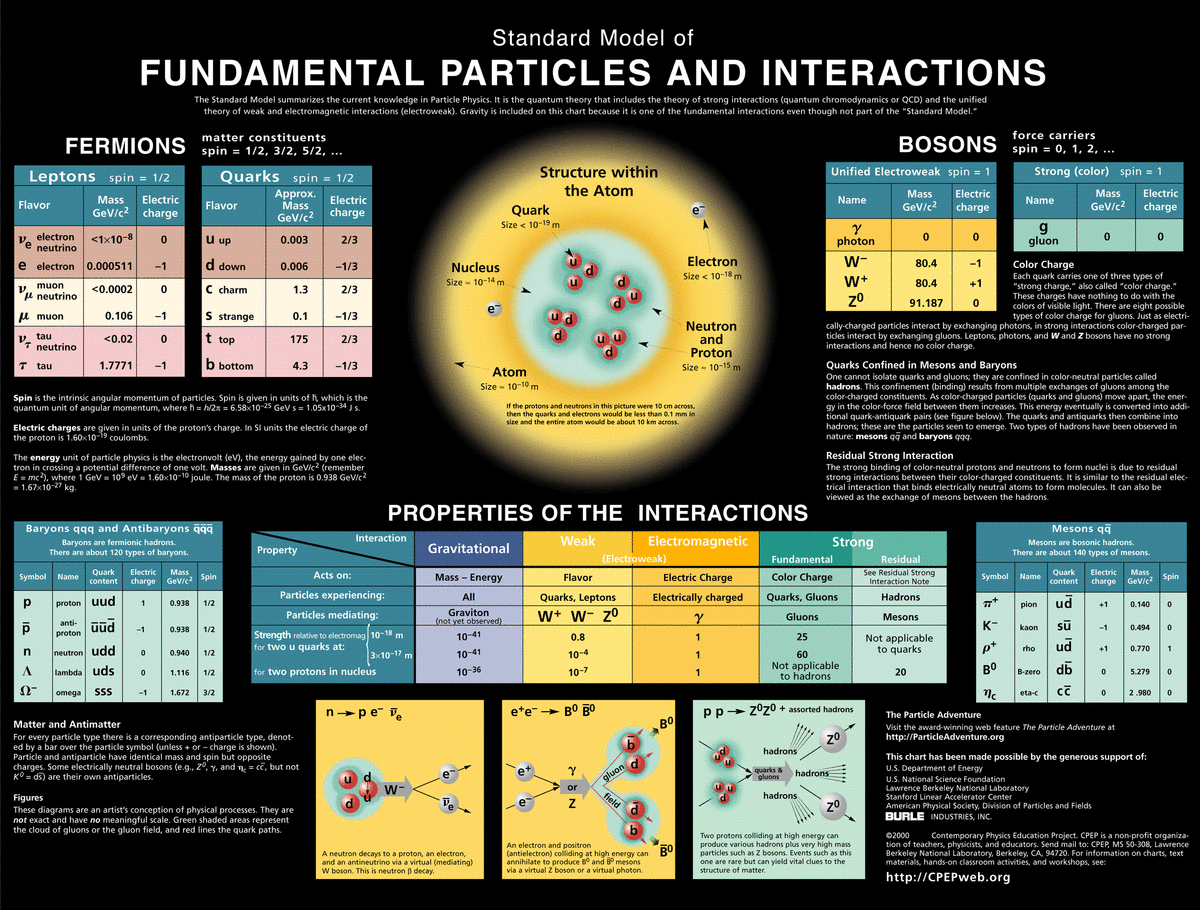 Standard Model of
FUNDAMENTAL PARTICLES AND INTERACTIONS
The Standard Model summarizes the current knowledge in Particle Physics. It is the quantum theory that includes the theory of strong interactions (quantum chromodynamics or QCD) and the unified
theory of weak and electromagnetic interactions (electroweak). Gravity is included on this chart because it is one of the fundamental interactions even though not part of the “Standard Model.”
FERMIONS
matter constituents
spin = 1/2, 3/2, 5/2, ...
Leptons spin = 1/2
Flavor Mass GeV/c² Electric charge
νe electron neutrino <1×10⁻⁸ 0
e electron 0.000511 −1
νμ muon neutrino <0.0002 0
μ muon 0.106 −1
ντ tau neutrino <0.02 0
τ tau 1.7771 −1
Quarks spin = 1/2
Flavor Approx. Mass GeV/c² Electric charge
u up 0.003 2/3
d down 0.006 −1/3
c charm 1.3 2/3
s strange 0.1 −1/3
t top 175 2/3
b bottom 4.3 −1/3
Spin is the intrinsic angular momentum of particles. Spin is given in units of ħ, which is the
quantum unit of angular momentum, where ħ = h/2π = 6.58×10⁻²⁵ GeV s = 1.05×10⁻³⁴ J s.
Electric charges are given in units of the proton’s charge. In SI units the electric charge of
the proton is 1.60×10⁻¹⁹ coulombs.
The energy unit of particle physics is the electronvolt (eV), the energy gained by one elec-
tron in crossing a potential difference of one volt. Masses are given in GeV/c² (remember
E = mc²), where 1 GeV = 10⁹ eV = 1.60×10⁻¹⁰ joule. The mass of the proton is 0.938 GeV/c²
= 1.67×10⁻²⁷ kg.
Structure within
the Atom
Quark
Size < 10⁻¹⁹ m
e⁻
Electron
Size < 10⁻¹⁸ m
Nucleus
Size ≈ 10⁻¹⁴ m
e⁻
u d u
u d d
u d d
u u d
Neutron
and
Proton
Size ≈ 10⁻¹⁵ m
Atom
Size ≈ 10⁻¹⁰ m
If the protons and neutrons in this picture were 10 cm across,
then the quarks and electrons would be less than 0.1 mm in
size and the entire atom would be about 10 km across.
BOSONS
force carriers
spin = 0, 1, 2, ...
Unified Electroweak spin = 1
Name Mass GeV/c² Electric charge
γ photon 0 0
W⁻ 80.4 −1
W⁺ 80.4 +1
Z⁰ 91.187 0
Strong (color) spin = 1
Name Mass GeV/c² Electric charge
g gluon 0 0
Color Charge
Each quark carries one of three types of
“strong charge,” also called “color charge.”
These charges have nothing to do with the
colors of visible light. There are eight possible
types of color charge for gluons. Just as electri-
cally-charged particles interact by exchanging photons, in strong interactions color-charged par-
ticles interact by exchanging gluons. Leptons, photons, and W and Z bosons have no strong
interactions and hence no color charge.
Quarks Confined in Mesons and Baryons
One cannot isolate quarks and gluons; they are confined in color-neutral particles called
hadrons. This confinement (binding) results from multiple exchanges of gluons among the
color-charged constituents. As color-charged particles (quarks and gluons) move apart, the ener-
gy in the color-force field between them increases. This energy eventually is converted into addi-
tional quark-antiquark pairs (see figure below). The quarks and antiquarks then combine into
hadrons; these are the particles seen to emerge. Two types of hadrons have been observed in
nature: mesons qq̄ and baryons qqq.
Residual Strong Interaction
The strong binding of color-neutral protons and neutrons to form nuclei is due to residual
strong interactions between their color-charged constituents. It is similar to the residual elec-
trical interaction that binds electrically neutral atoms to form molecules. It can also be
viewed as the exchange of mesons between the hadrons.
PROPERTIES OF THE INTERACTIONS
Baryons qqq and Antibaryons q̄q̄q̄
Baryons are fermionic hadrons.
There are about 120 types of baryons.
Symbol Name Quark content Electric charge Mass GeV/c² Spin
p proton uud 1 0.938 1/2
p̄ anti-proton ūūd̄ −1 0.938 1/2
n neutron udd 0 0.940 1/2
Λ lambda uds 0 1.116 1/2
Ω⁻ omega sss −1 1.672 3/2
Interaction
Property
Gravitational Weak Electromagnetic Strong
(Electroweak) Fundamental Residual
Acts on: Mass – Energy Flavor Electric Charge Color Charge See Residual Strong Interaction Note
Particles experiencing: All Quarks, Leptons Electrically charged Quarks, Gluons Hadrons
Particles mediating: Graviton (not yet observed) W⁺ W⁻ Z⁰ γ Gluons Mesons
Strength relative to electromag 10⁻¹⁸ m 10⁻⁴¹ 0.8 1 25 Not applicable to quarks
for two u quarks at: 3×10⁻¹⁷ m 10⁻⁴¹ 10⁻⁴ 1 60
for two protons in nucleus 10⁻³⁶ 10⁻⁷ 1 Not applicable to hadrons 20
Mesons qq̄
Mesons are bosonic hadrons.
There are about 140 types of mesons.
Symbol Name Quark content Electric charge Mass GeV/c² Spin
π⁺ pion ud̄ +1 0.140 0
K⁻ kaon sū −1 0.494 0
ρ⁺ rho ud̄ +1 0.770 1
B⁰ B-zero db̄ 0 5.279 0
ηc eta-c cc̄ 0 2 .980 0
Matter and Antimatter
For every particle type there is a corresponding antiparticle type, denot-
ed by a bar over the particle symbol (unless + or – charge is shown).
Particle and antiparticle have identical mass and spin but opposite
charges. Some electrically neutral bosons (e.g., Z⁰, γ, and ηc = cc̄, but not
K⁰ = ds̄) are their own antiparticles.
Figures
These diagrams are an artist’s conception of physical processes. They are
not exact and have no meaningful scale. Green shaded areas represent
the cloud of gluons or the gluon field, and red lines the quark paths.
n → p e⁻ ν̄e
u d d u
W⁻
e⁻
ν̄e
A neutron decays to a proton, an electron,
and an antineutrino via a virtual (mediating)
W boson. This is neutron β decay.
e⁺e⁻ → B⁰ B̄⁰
e⁺
e⁻
γ
or
Z
gluon
field
b̄
d
d̄
b
B⁰
B̄⁰
An electron and positron
(antielectron) colliding at high energy can
annihilate to produce B⁰ and B̄⁰ mesons
via a virtual Z boson or a virtual photon.
p p → Z⁰Z⁰ + assorted hadrons
u d u
u u d
quarks &
gluons
hadrons
hadrons
hadrons
Z⁰
Z⁰
Two protons colliding at high energy can
produce various hadrons plus very high mass
particles such as Z bosons. Events such as this
one are rare but can yield vital clues to the
structure of matter.
The Particle Adventure
Visit the award-winning web feature The Particle Adventure at
http://ParticleAdventure.org
This chart has been made possible by the generous support of:
U.S. Department of Energy
U.S. National Science Foundation
Lawrence Berkeley National Laboratory
Stanford Linear Accelerator Center
American Physical Society, Division of Particles and Fields
BURLE INDUSTRIES, INC.
©2000 Contemporary Physics Education Project. CPEP is a non-profit organiza-
tion of teachers, physicists, and educators. Send mail to: CPEP, MS 50-308, Lawrence
Berkeley National Laboratory, Berkeley, CA, 94720. For information on charts, text
materials, hands-on classroom activities, and workshops, see:
http://CPEPweb.org